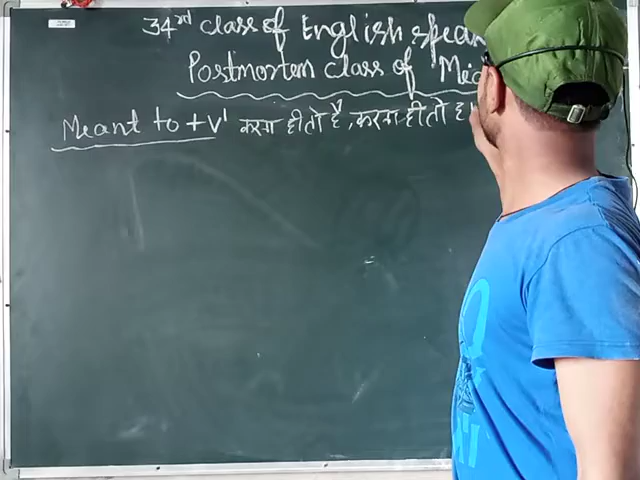 34rd class of English spea
Postmortem class of Mea
Meant to + V¹ करना ही तो है, करना ही तो ह